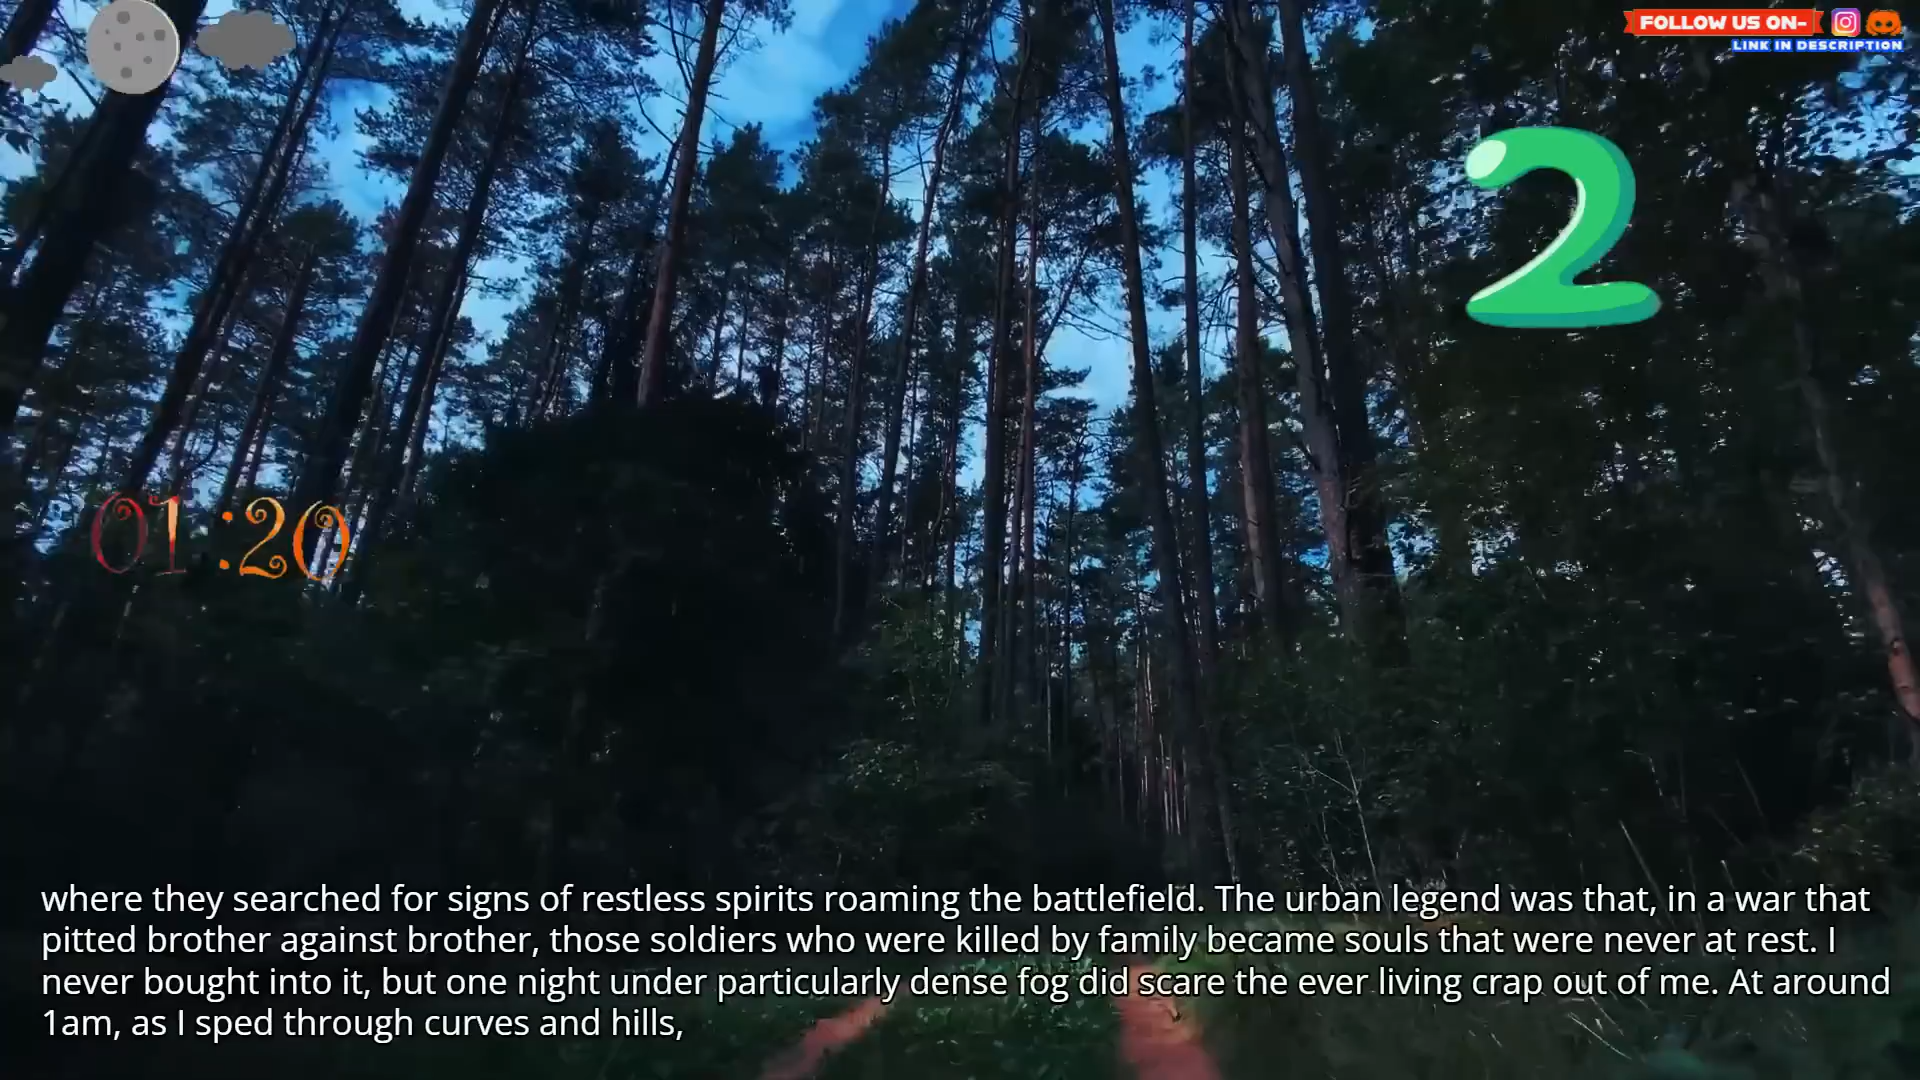 FOLLOW US ON-
LINK IN DESCRIPTION
2
01:20
where they searched for signs of restless spirits roaming the battlefield. The urban legend was that, in a war that
pitted brother against brother, those soldiers who were killed by family became souls that were never at rest. I
never bought into it, but one night under particularly dense fog did scare the ever living crap out of me. At around
1am, as I sped through curves and hills,